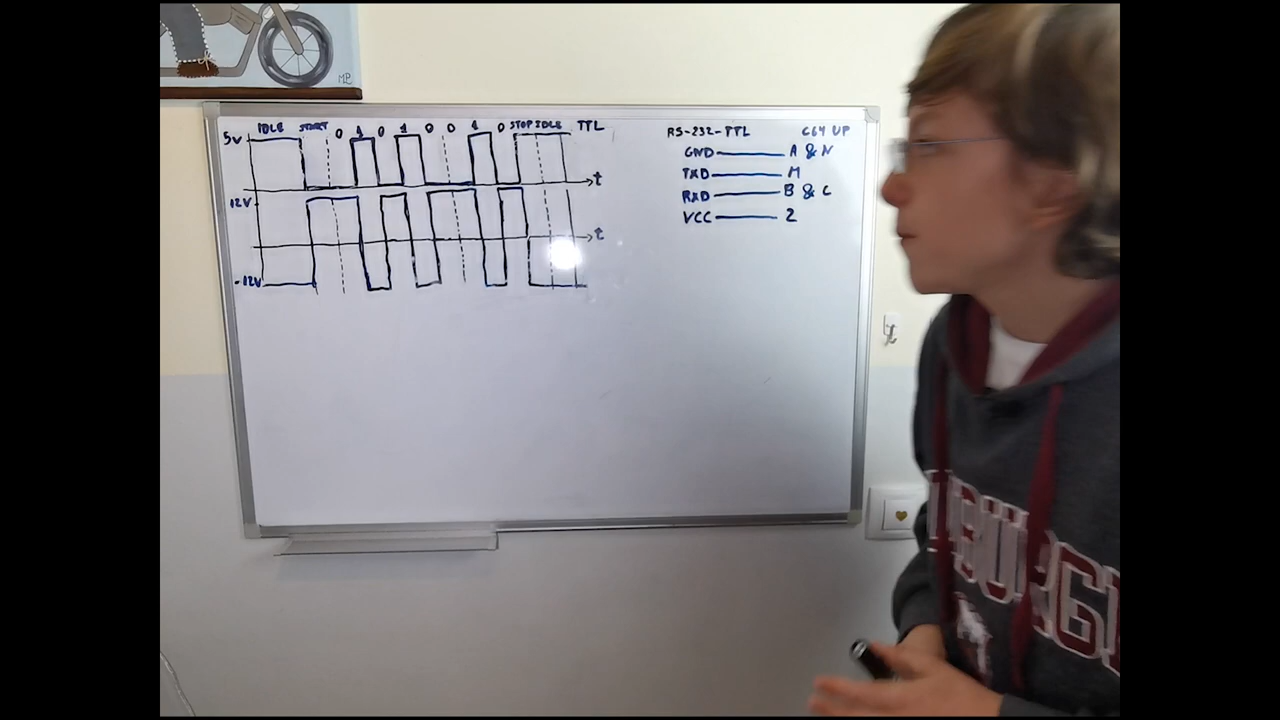 MP
IDLE START 0 1 0 1 0 0 1 0 STOP IDLE TTL
5V
t
12V
t
-12V
RS-232-TTL C64 UP
GND A & N
TXD M
RXD B & C
VCC 2